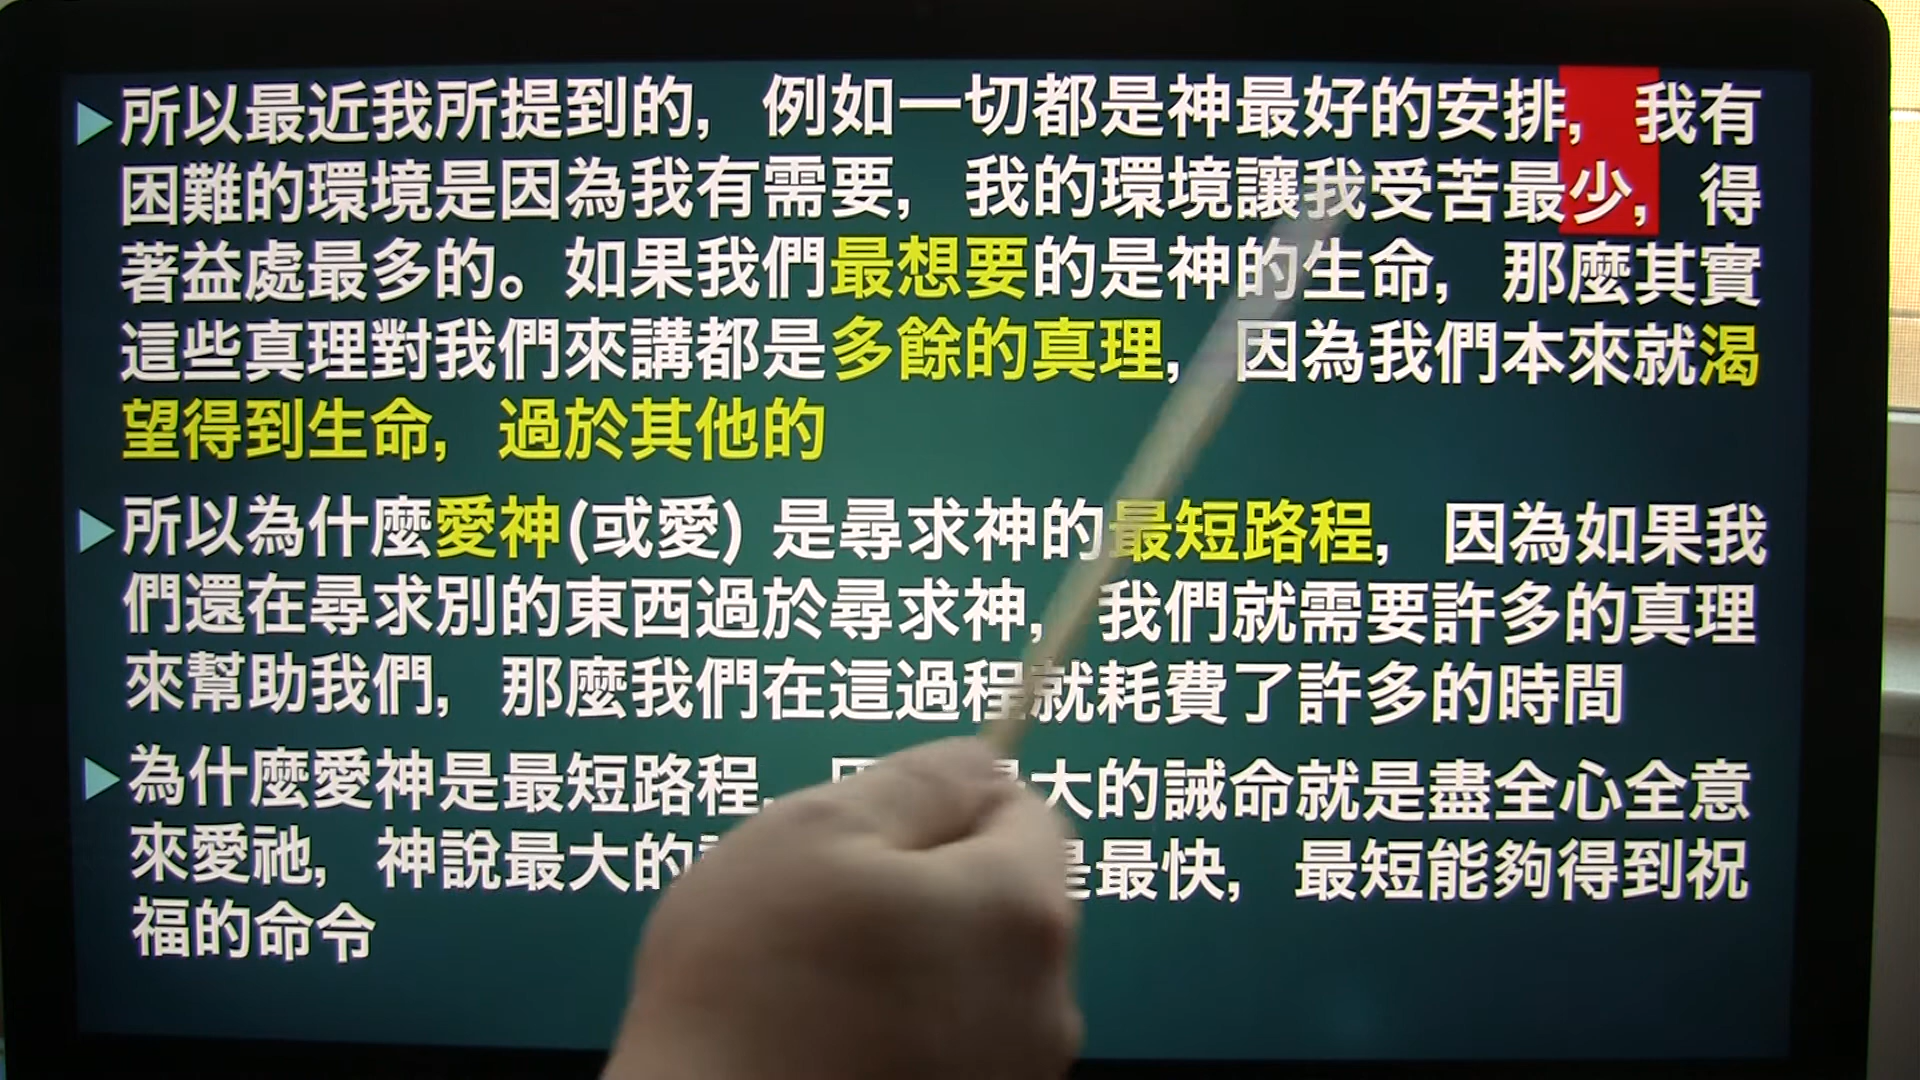 所以最近我所提到的，例如一切都是神最好的安排，我有
困難的環境是因為我有需要，我的環境讓我受苦最少，得
著益處最多的。如果我們最想要的是神的生命，那麼其實
這些真理對我們來講都是多餘的真理，因為我們本來就渴
望得到生命，過於其他的
所以為什麼愛神(或愛) 是尋求神的最短路程，因為如果我
們還在尋求別的東西過於尋求神，我們就需要許多的真理
來幫助我們，那麼我們在這過程就耗費了許多的時間
為什麼愛神是最短路程，大的誡命就是盡全心全意
來愛祂，神說最大的是最快，最短能夠得到祝
福的命令